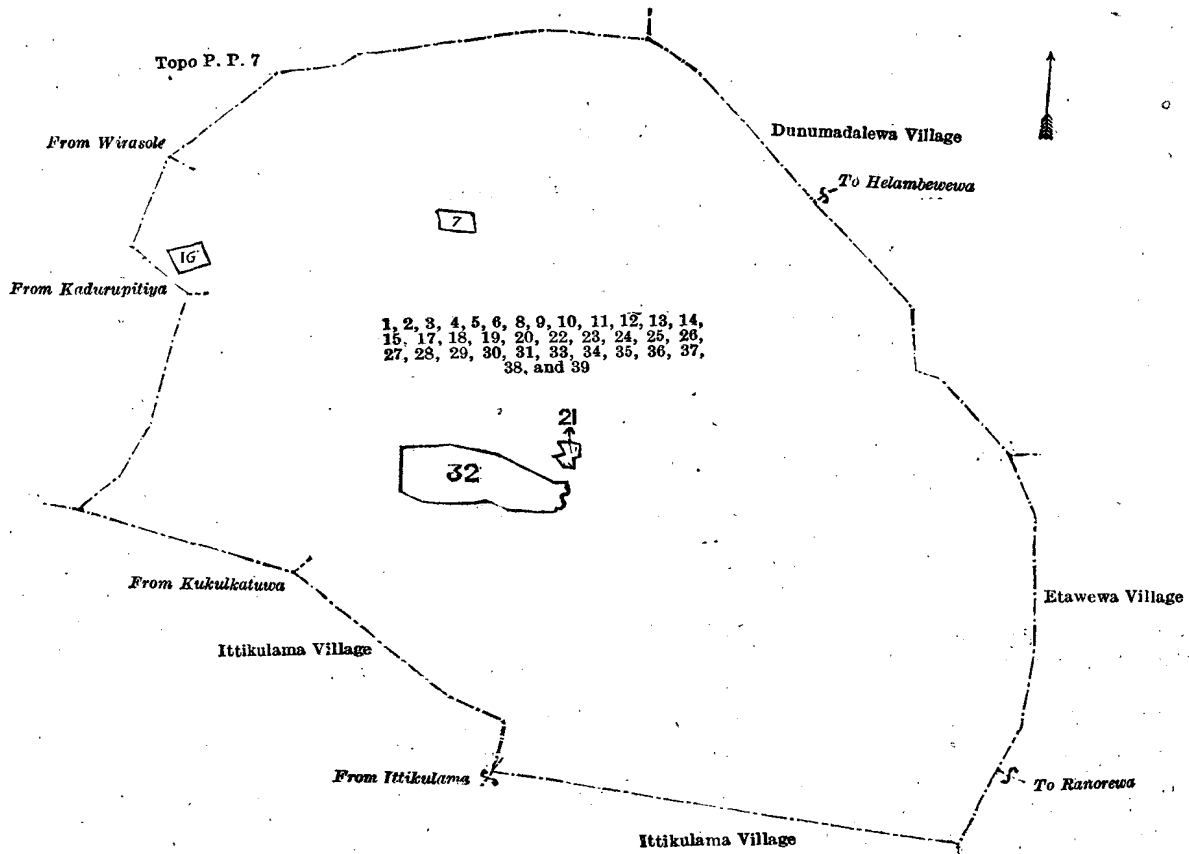 Topo P. P. 7
From Wirasole
Dunumadalewa Village
To Helambewewa
7
16
From Kadurupitiya
1, 2, 3, 4, 5, 6, 8, 9, 10, 11, 12, 13, 14,
15, 17, 18, 19, 20, 22, 23, 24, 25, 26,
27, 28, 29, 30, 31, 33, 34, 35, 36, 37,
38, and 39
21
32
From Kukulkatuwa
Etawewa Village
Ittikulama Village
From Ittikulama
To Ranorewa
Ittikulama Village